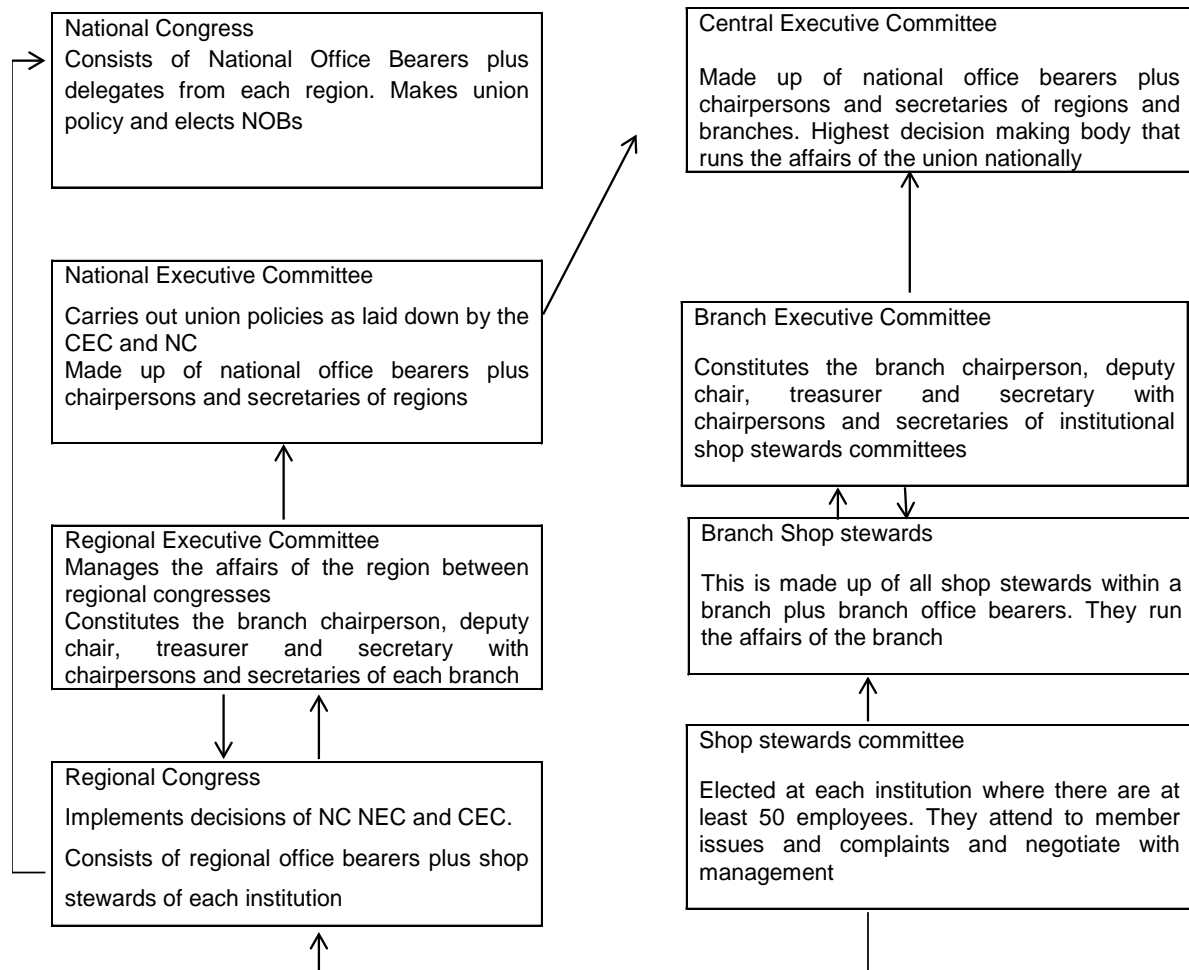 National Congress
Consists of National Office Bearers plus
delegates from each region. Makes union
policy and elects NOBs
Central Executive Committee
Made up of national office bearers plus
chairpersons and secretaries of regions and
branches. Highest decision making body that
runs the affairs of the union nationally
National Executive Committee
Carries out union policies as laid down by the
CEC and NC
Made up of national office bearers plus
chairpersons and secretaries of regions
Branch Executive Committee
Constitutes the branch chairperson, deputy
chair, treasurer and secretary with
chairpersons and secretaries of institutional
shop stewards committees
Regional Executive Committee
Manages the affairs of the region between
regional congresses
Constitutes the branch chairperson, deputy
chair, treasurer and secretary with
chairpersons and secretaries of each branch
Branch Shop stewards
This is made up of all shop stewards within a
branch plus branch office bearers. They run
the affairs of the branch
Regional Congress
Implements decisions of NC NEC and CEC.
Consists of regional office bearers plus shop
stewards of each institution
Shop stewards committee
Elected at each institution where there are at
least 50 employees. They attend to member
issues and complaints and negotiate with
management